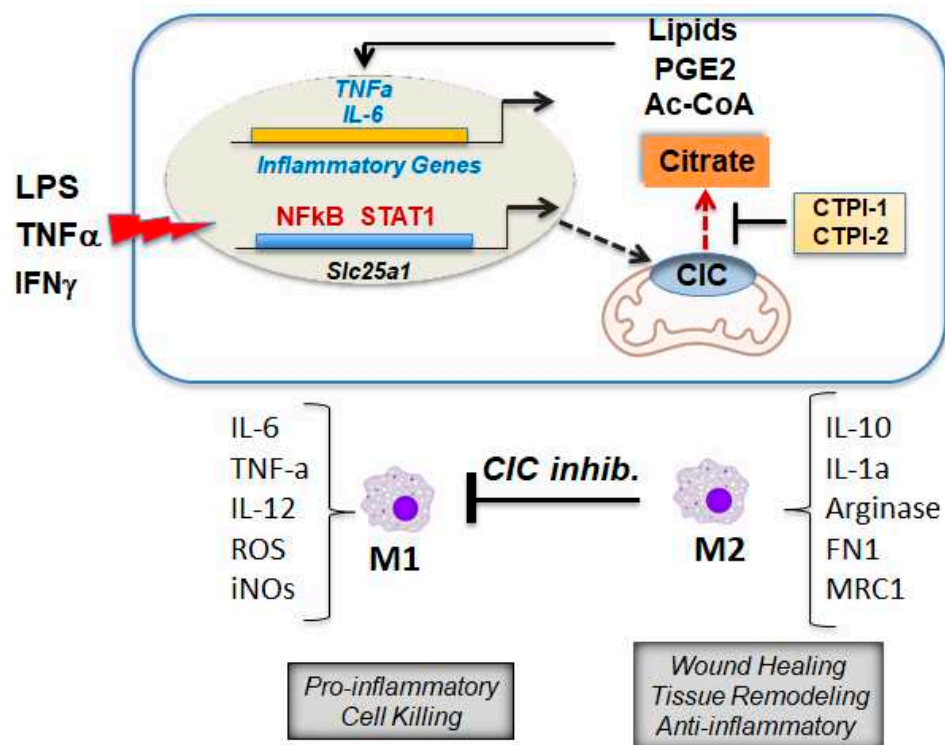 Lipids
PGE2
Ac-CoA
TNFa
IL-6
Inflammatory Genes
Citrate
LPS
TNFα
IFNγ
NFkB STAT1
Slc25a1
CTPI-1
CTPI-2
CIC
IL-6
TNF-a
IL-12
ROS
iNOs
M1
CIC inhib.
M2
IL-10
IL-1a
Arginase
FN1
MRC1
Pro-inflammatory
Cell Killing
Wound Healing
Tissue Remodeling
Anti-inflammatory